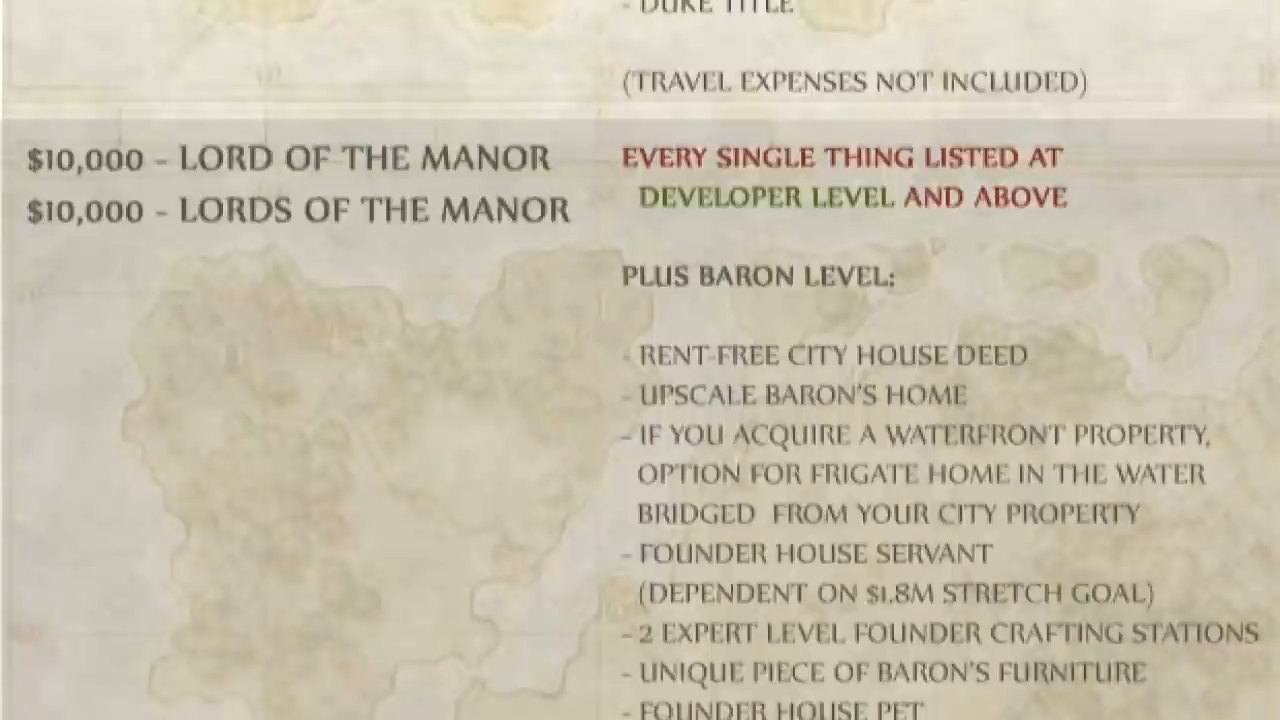 - DUKE TITLE
(TRAVEL EXPENSES NOT INCLUDED)
$10,000 - LORD OF THE MANOR
$10,000 - LORDS OF THE MANOR
EVERY SINGLE THING LISTED AT
DEVELOPER LEVEL AND ABOVE
PLUS BARON LEVEL:
- RENT-FREE CITY HOUSE DEED
- UPSCALE BARON'S HOME
- IF YOU ACQUIRE A WATERFRONT PROPERTY,
OPTION FOR FRIGATE HOME IN THE WATER
BRIDGED FROM YOUR CITY PROPERTY
- FOUNDER HOUSE SERVANT
(DEPENDENT ON $1.8M STRETCH GOAL)
- 2 EXPERT LEVEL FOUNDER CRAFTING STATIONS
- UNIQUE PIECE OF BARON'S FURNITURE
- FOUNDER HOUSE PET